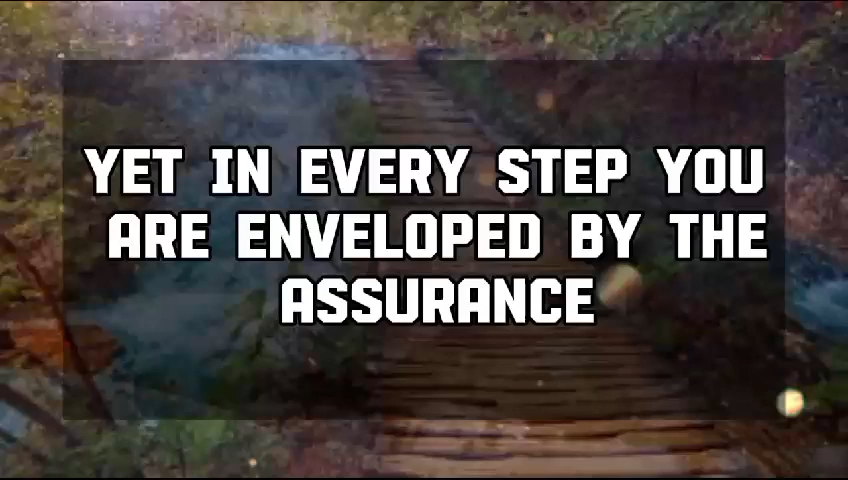 YET IN EVERY STEP YOU
ARE ENVELOPED BY THE
ASSURANCE